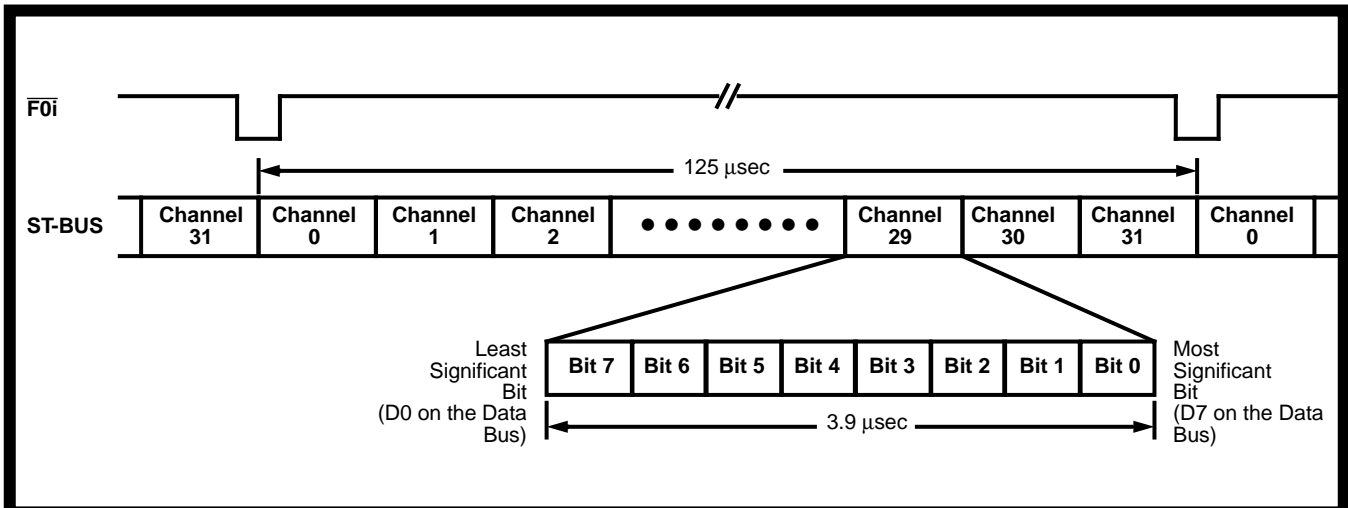 F0i
125 µsec
ST-BUS
Channel 31
Channel 0
Channel 1
Channel 2
Channel 29
Channel 30
Channel 31
Channel 0
Least
Significant
Bit
(D0 on the Data
Bus)
Bit 7 Bit 6 Bit 5 Bit 4 Bit 3 Bit 2 Bit 1 Bit 0
Most
Significant
Bit
(D7 on the Data
Bus)
3.9 µsec